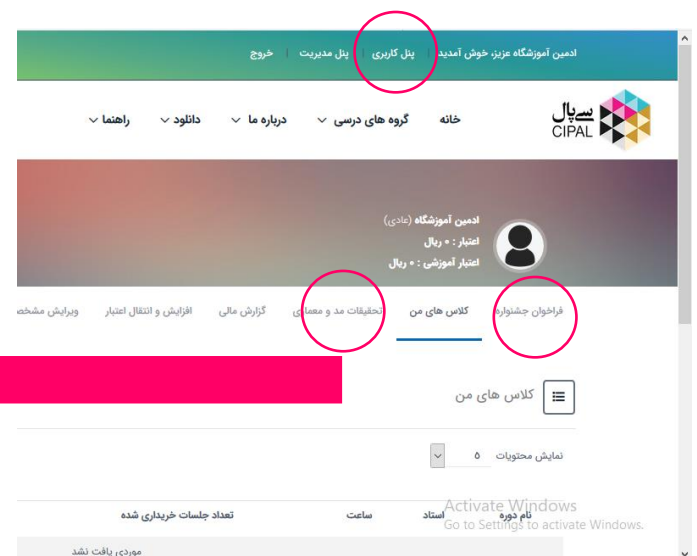 ادمین آموزشگاه عزیز، خوش آمدید | پنل کاربری | پنل مدیریت | خروج
سی‌پال
CIPAL
خانه گروه های درسی درباره ما دانلود راهنما
ادمین آموزشگاه (عادی)
اعتبار : ۰ ریال
اعتبار آموزشی : ۰ ریال
فراخوان جشنواره کلاس های من تحقیقات مد و معماری گزارش مالی افزایش و انتقال اعتبار ویرایش مشخص
کلاس های من
نمایش محتویات ۵
نام دوره استاد ساعت تعداد جلسات خریداری شده
موردی یافت نشد
Activate Windows
Go to Settings to activate Windows.